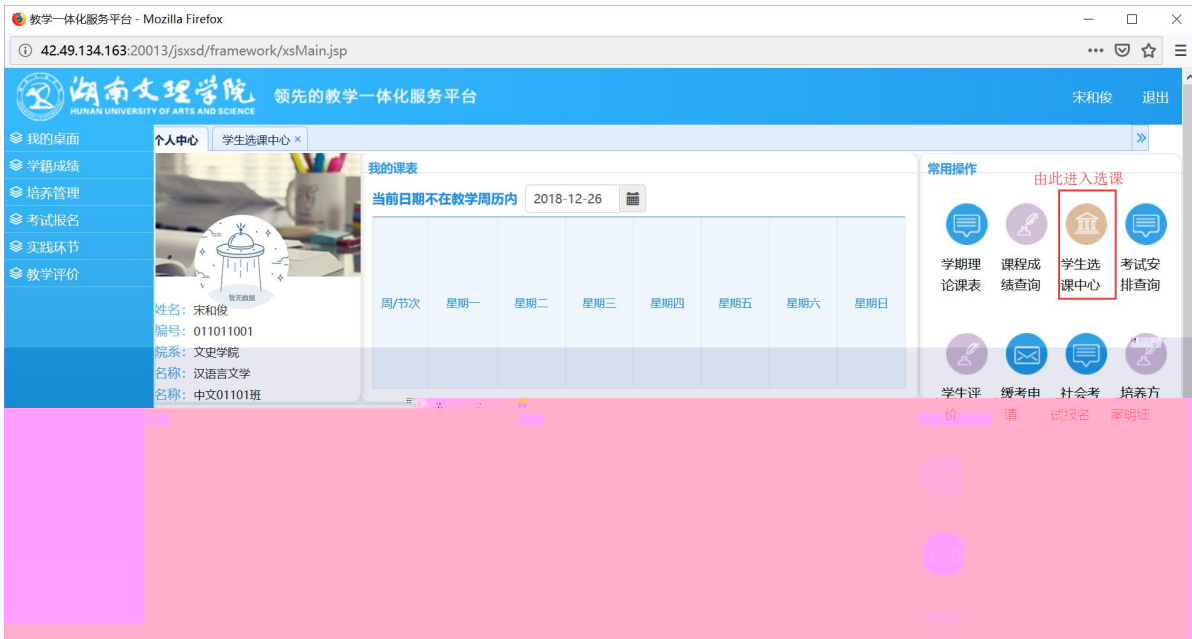 教学一体化服务平台 - Mozilla Firefox
42.49.134.163:20013/jsxsd/framework/xsMain.jsp
湖南文理学院 领先的教学一体化服务平台 宋和俊 退出
HUNAN UNIVERSITY OF ARTS AND SCIENCE
我的桌面
学籍成绩
培养管理
考试报名
实践环节
教学评价
个人中心 学生选课中心 ×
暂无数据
姓名：宋和俊
编号：011011001
院系：文史学院
名称：汉语言文学
名称：中文01101班
我的课表
当前日期不在教学周历内 2018-12-26
周/节次 星期一 星期二 星期三 星期四 星期五 星期六 星期日
常用操作
由此进入选课
学期理论课表
课程成绩查询
学生选课中心
考试安排查询
学生评价
缓考申请
社会考试报名
培养方案明细